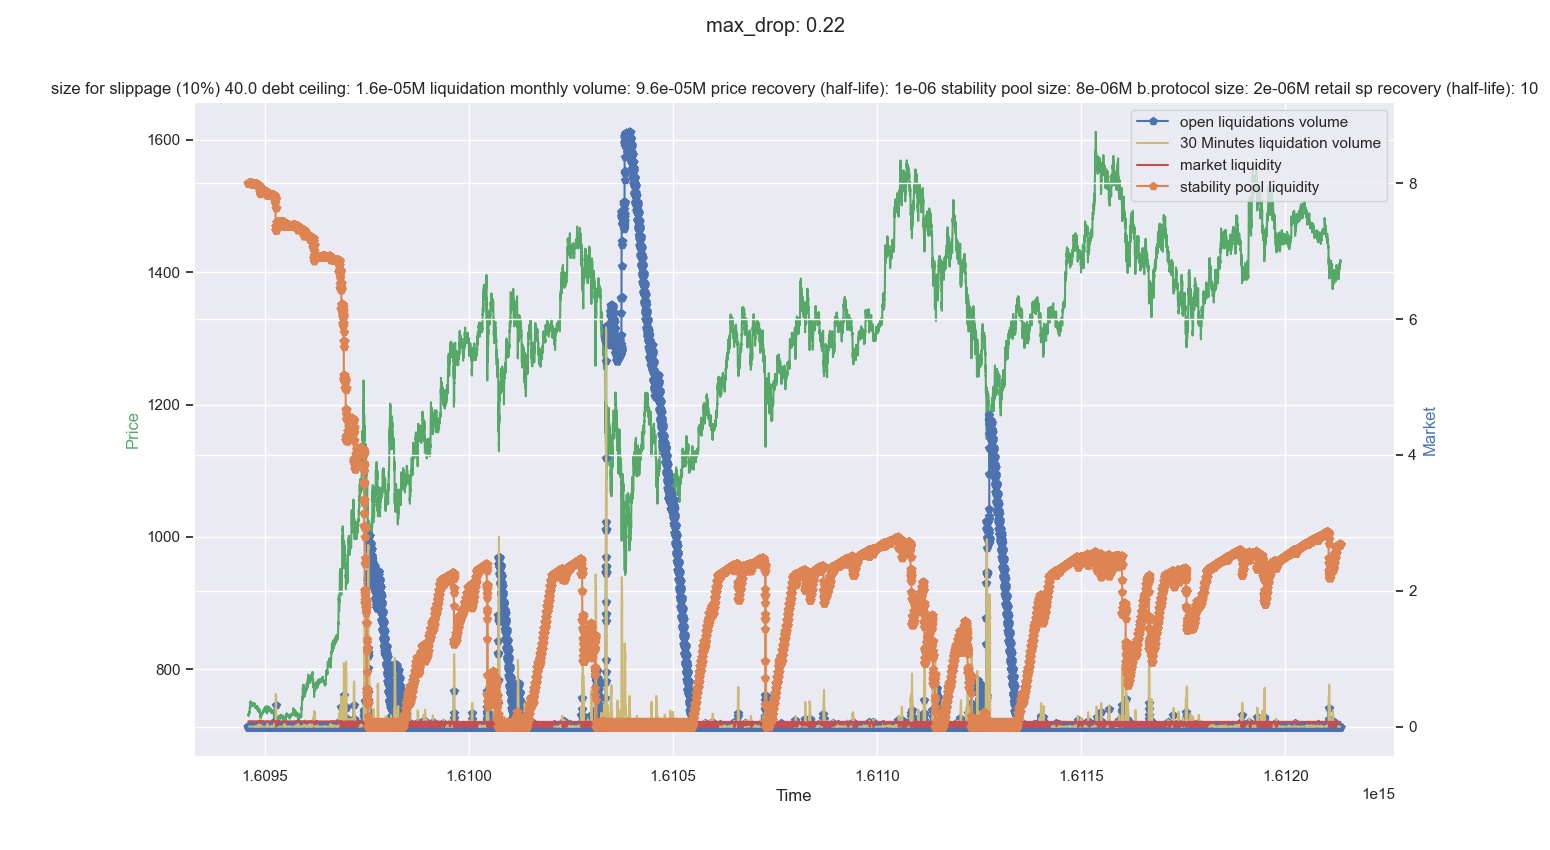 max_drop: 0.22
size for slippage (10%) 40.0 debt ceiling: 1.6e-05M liquidation monthly volume: 9.6e-05M price recovery (half-life): 1e-06 stability pool size: 8e-06M b.protocol size: 2e-06M retail sp recovery (half-life): 10
open liquidations volume
30 Minutes liquidation volume
market liquidity
stability pool liquidity
1600
1400
1200
1000
800
Price
8
6
4
2
0
Market
1.6095 1.6100 1.6105 1.6110 1.6115 1.6120
Time
1e15